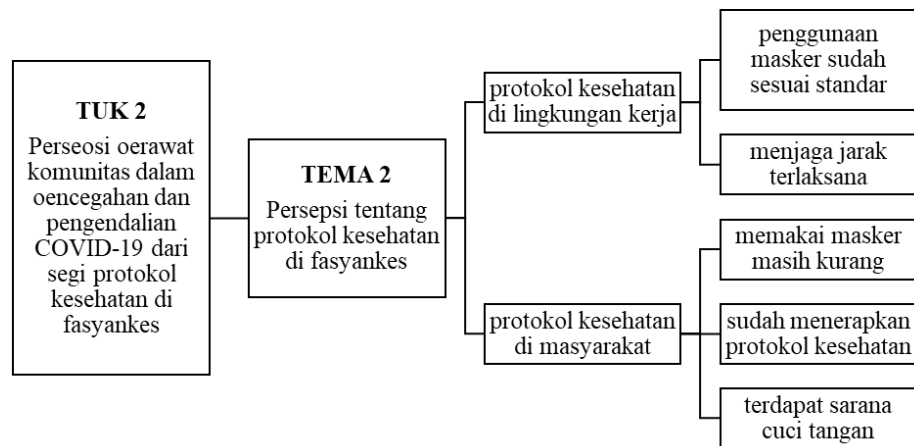 TUK 2
Perseosi oerawat
komunitas dalam
oencegahan dan
pengendalian
COVID-19 dari
segi protokol
kesehatan di
fasyankes
TEMA 2
Persepsi tentang
protokol kesehatan
di fasyankes
protokol kesehatan
di lingkungan kerja
penggunaan
masker sudah
sesuai standar
menjaga jarak
terlaksana
protokol kesehatan
di masyarakat
memakai masker
masih kurang
sudah menerapkan
protokol kesehatan
terdapat sarana
cuci tangan